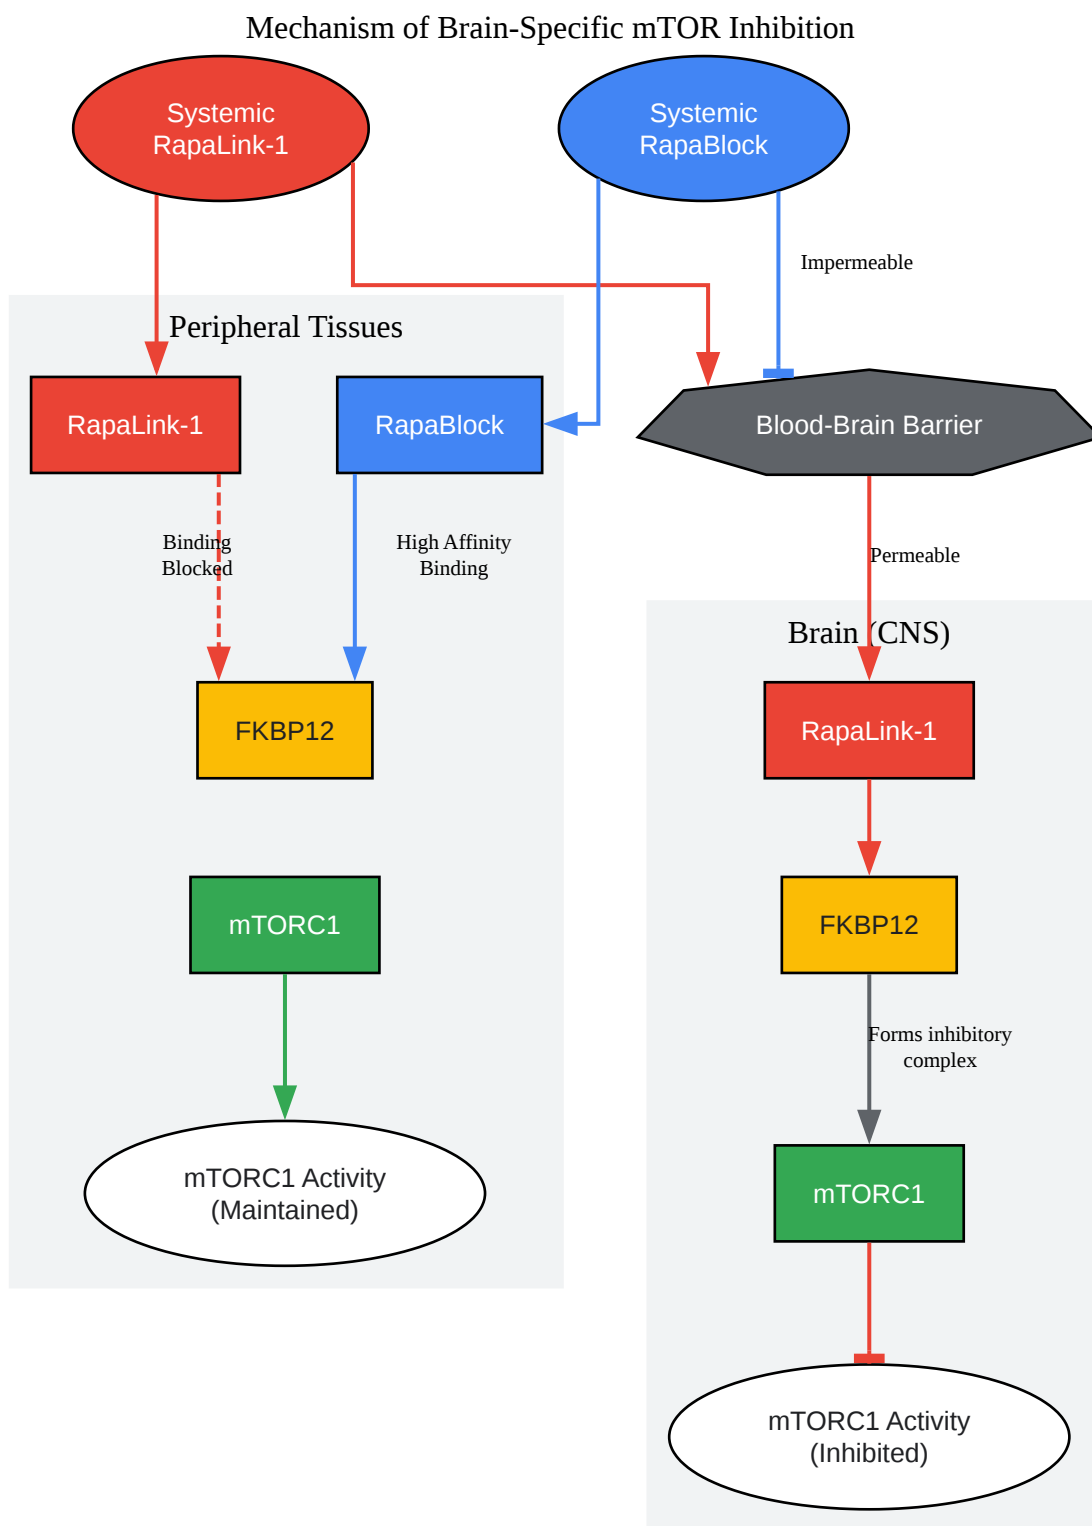 Mechanism of Brain-Specific mTOR Inhibition
Systemic
RapaLink-1
Systemic
RapaBlock
Impermeable
Peripheral Tissues
RapaLink-1
RapaBlock
Blood-Brain Barrier
Binding
Blocked
High Affinity
Binding
Permeable
Brain (CNS)
FKBP12
RapaLink-1
mTORC1
FKBP12
Forms inhibitory
complex
mTORC1 Activity
(Maintained)
mTORC1
mTORC1 Activity
(Inhibited)